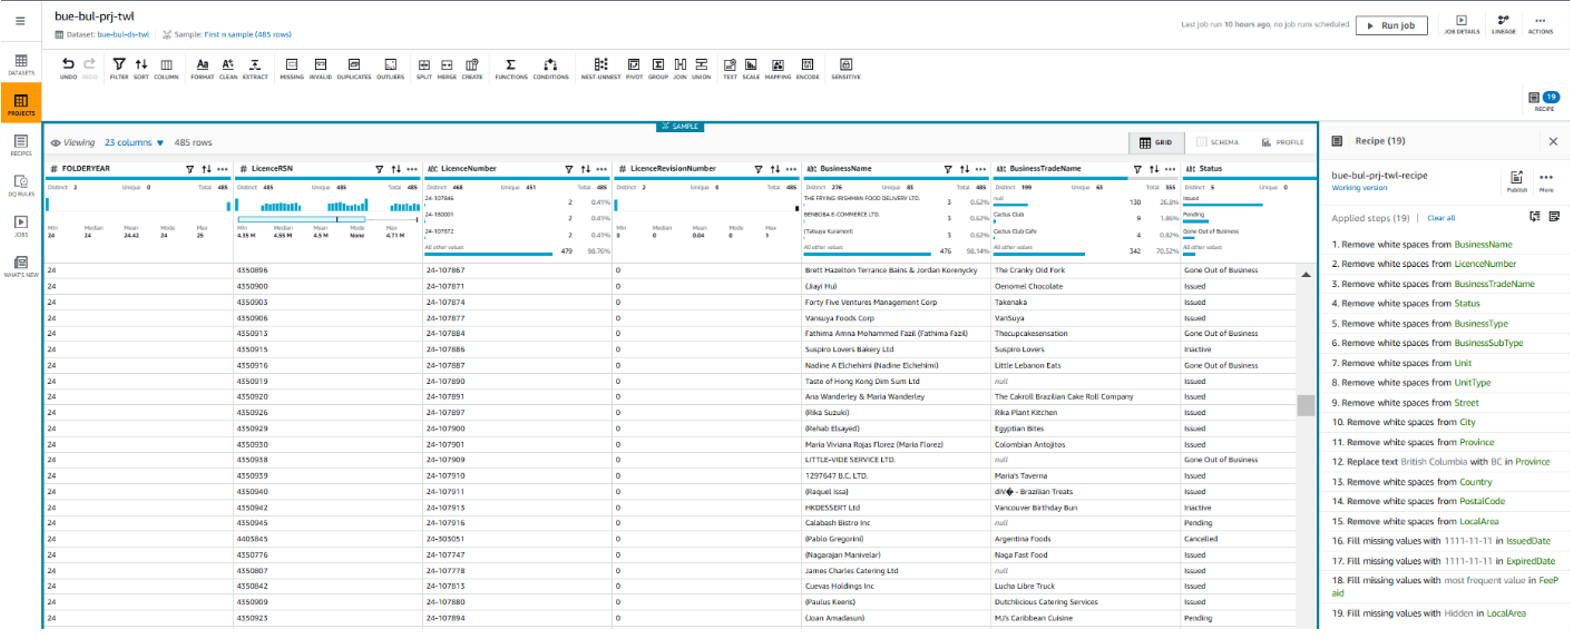 bue-bul-prj-twl
Dataset: bue-bul-ds-twl
Sample: First n sample (485 rows)
Last job run 10 hours ago, no job runs scheduled
Run job
JOB DETAILS
LINEAGE
ACTIONS
DATASETS
PROJECTS
RECIPES
DQ RULES
JOBS
WHAT'S NEW
UNDO REDO FILTER SORT COLUMN FORMAT CLEAN EXTRACT MISSING INVALID DUPLICATES OUTLIERS SPLIT MERGE CREATE FUNCTIONS CONDITIONS NEST-UNNEST PIVOT GROUP JOIN UNION TEXT SCALE MAPPING ENCODE SENSITIVE
19
RECIPE
SAMPLE
Viewing 23 columns 485 rows
GRID SCHEMA PROFILE
# FOLDERYEAR
Distinct 2 Unique 0 Total 485
Min Median Mean Mode Max
24 24 24.42 24 25
# LicenceRSN
Distinct 485 Unique 485 Total 485
Min Median Mean Mode Max
4.35 M 4.55 M 4.5 M None 4.71 M
ABC LicenceNumber
Distinct 468 Unique 451 Total 485
24-107846 2 0.41%
24-180001 2 0.41%
24-107872 2 0.41%
All other values 479 98.76%
# LicenceRevisionNumber
Distinct 2 Unique 0 Total 485
Min Median Mean Mode Max
0 0 0.04 0 1
ABC BusinessName
Distinct 276 Unique 83 Total 485
THE FRYING IRISHMAN FOOD DELIVERY LTD. 3 0.62%
BENBOBA E-COMMERCE LTD. 3 0.62%
(Tatsuya Kuramori) 3 0.62%
All other values 476 98.14%
ABC BusinessTradeName
Distinct 199 Unique 63 Total 355
null 130 26.8%
Cactus Club 9 1.86%
Cactus Club Cafe 4 0.82%
All other values 342 70.52%
ABC Status
Distinct 5 Unique 0
Issued
Pending
Gone Out of Business
All other values
24 4350896 24-107867 0 Brett Hazelton Terrance Bains & Jordan Korenycky The Cranky Old Fork Gone Out of Business
24 4350900 24-107871 0 (Jiayi Hu) Oenomel Chocolate Issued
24 4350903 24-107874 0 Forty Five Ventures Management Corp Takenaka Issued
24 4350906 24-107877 0 Vansuya Foods Corp VanSuya Issued
24 4350913 24-107884 0 Fathima Amna Mohammed Fazil (Fathima Fazil) Thecupcakesensation Gone Out of Business
24 4350915 24-107886 0 Suspiro Lovers Bakery Ltd Suspiro Lovers Inactive
24 4350916 24-107887 0 Nadine A Elchehimi (Nadine Elchehimi) Little Lebanon Eats Gone Out of Business
24 4350919 24-107890 0 Taste of Hong Kong Dim Sum Ltd null Issued
24 4350920 24-107891 0 Ana Wanderley & Maria Wanderley The Cakroll Brazilian Cake Roll Company Issued
24 4350926 24-107897 0 (Rika Suzuki) Rika Plant Kitchen Issued
24 4350929 24-107900 0 (Rehab Elsayed) Egyptian Bites Issued
24 4350930 24-107901 0 Maria Viviana Rojas Florez (Maria Florez) Colombian Antojitos Issued
24 4350938 24-107909 0 LITTLE-VIDE SERVICE LTD. null Gone Out of Business
24 4350939 24-107910 0 1297647 B.C. LTD. Maria's Taverna Issued
24 4350940 24-107911 0 (Raquel Issa) diV� - Brazilian Treats Issued
24 4350942 24-107913 0 HKDESSERT Ltd Vancouver Birthday Bun Inactive
24 4350945 24-107916 0 Calabash Bistro Inc null Pending
24 4403845 24-303051 0 (Pablo Gregorini) Argentina Foods Cancelled
24 4350776 24-107747 0 (Nagarajan Manivelar) Naga Fast Food Issued
24 4350807 24-107778 0 James Charles Catering Ltd null Issued
24 4350842 24-107813 0 Cuevas Holdings Inc Lucha Libre Truck Issued
24 4350909 24-107880 0 (Paulus Keeris) Dutchlicious Catering Services Issued
24 4350923 24-107894 0 (Joan Amadasun) MJ's Caribbean Cuisine Pending
Recipe (19)
bue-bul-prj-twl-recipe
Working version
Publish
More
Applied steps (19) Clear all
1. Remove white spaces from BusinessName
2. Remove white spaces from LicenceNumber
3. Remove white spaces from BusinessTradeName
4. Remove white spaces from Status
5. Remove white spaces from BusinessType
6. Remove white spaces from BusinessSubType
7. Remove white spaces from Unit
8. Remove white spaces from UnitType
9. Remove white spaces from Street
10. Remove white spaces from City
11. Remove white spaces from Province
12. Replace text British Columbia with BC in Province
13. Remove white spaces from Country
14. Remove white spaces from PostalCode
15. Remove white spaces from LocalArea
16. Fill missing values with 1111-11-11 in IssuedDate
17. Fill missing values with 1111-11-11 in ExpiredDate
18. Fill missing values with most frequent value in FeeP
aid
19. Fill missing values with Hidden in LocalArea